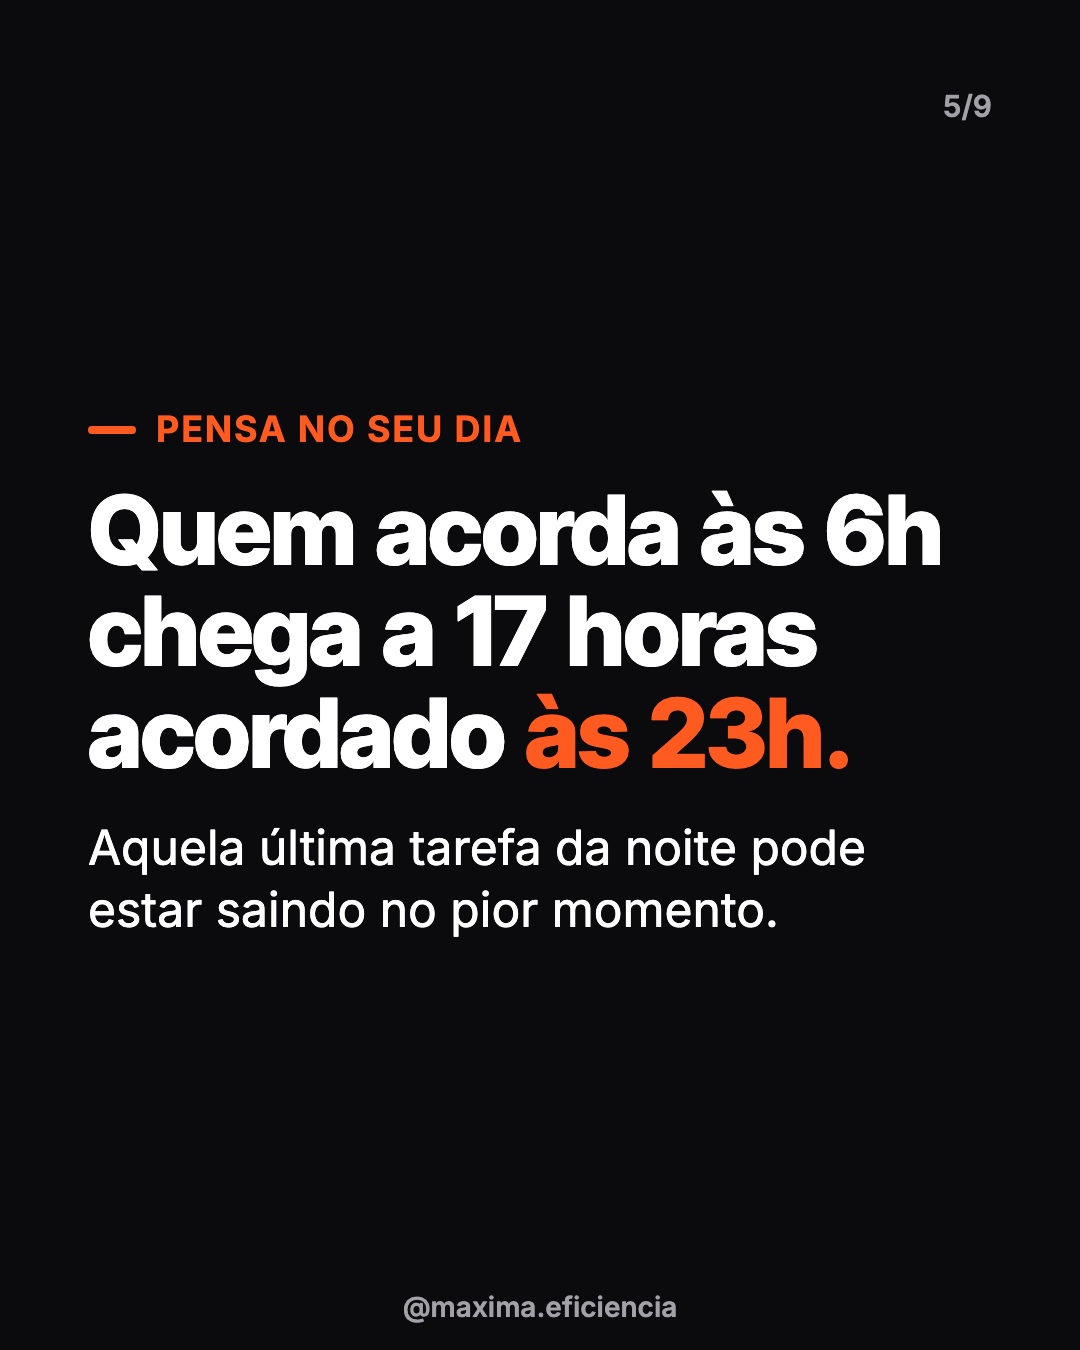 5/9
PENSA NO SEU DIA
Quem acorda às 6h
chega a 17 horas
acordado às 23h.
Aquela última tarefa da noite pode
estar saindo no pior momento.
@maxima.eficiencia